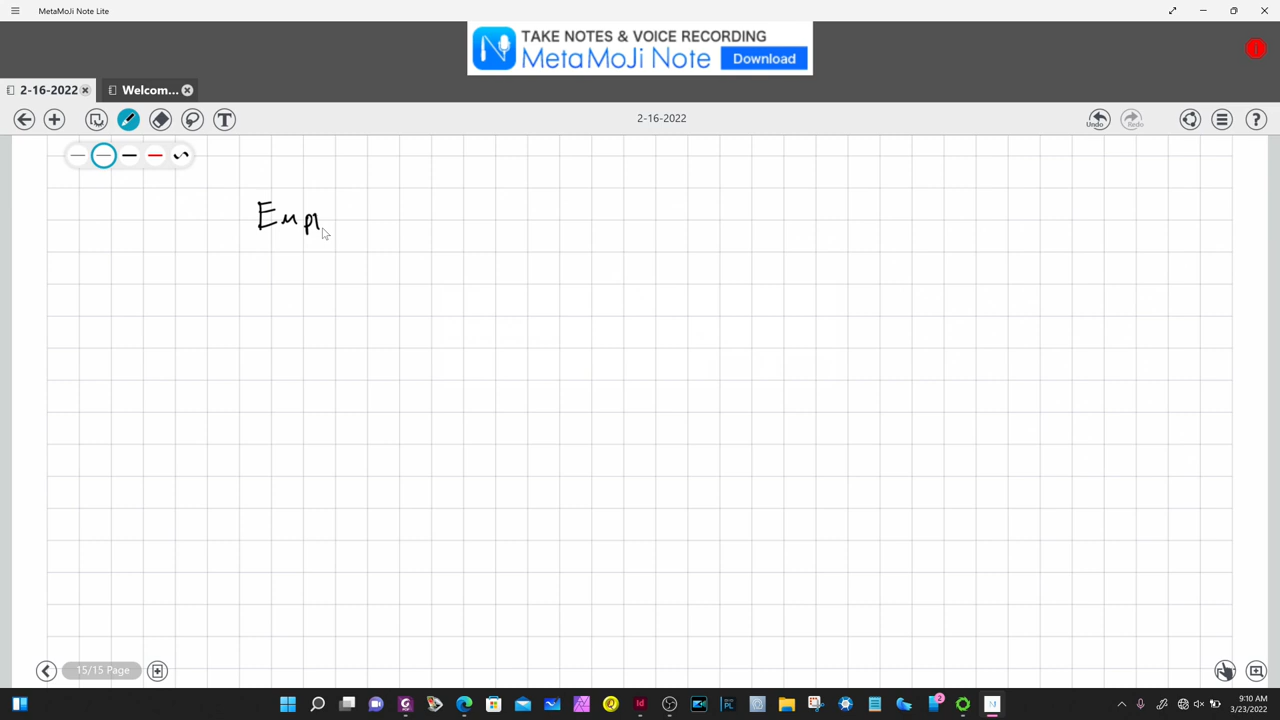 MetaMoJi Note Lite
TAKE NOTES & VOICE RECORDING
MetaMoJi Note Download
2-16-2022 Welcom...
T 2-16-2022 Undo Redo ?
Emp
15/15 Page
2
9:10 AM
3/23/2022